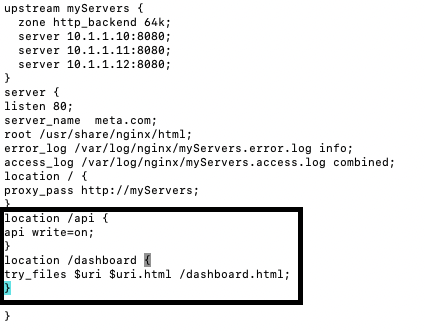 upstream myServers {
zone http_backend 64k;
server 10.1.1.10:8080;
server 10.1.1.11:8080;
server 10.1.1.12:8080;
}
server {
listen 80;
server_name  meta.com;
root /usr/share/nginx/html;
error_log /var/log/nginx/myServers.error.log info;
access_log /var/log/nginx/myServers.access.log combined;
location / {
proxy_pass http://myServers;
}
location /api {
api write=on;
}
location /dashboard {
try_files $uri $uri.html /dashboard.html;
}
}